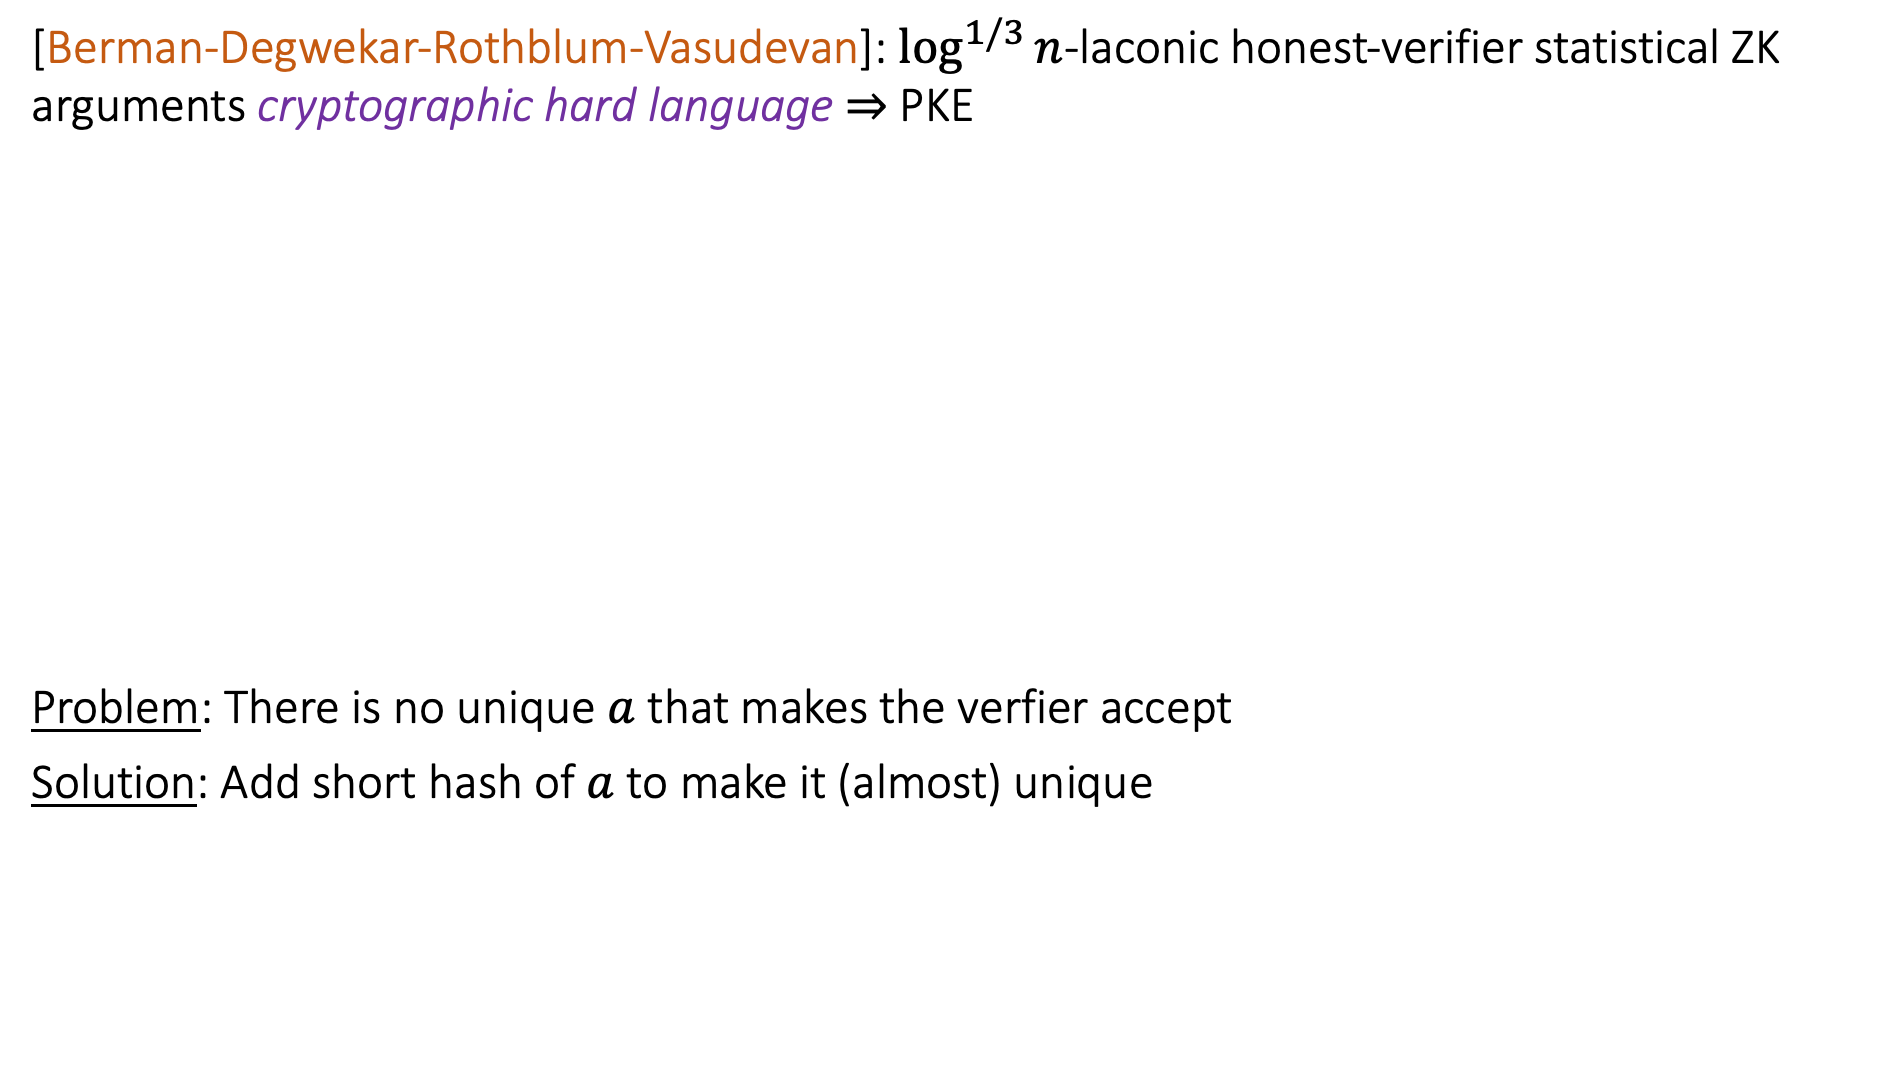 [Berman-Degwekar-Rothblum-Vasudevan]: log^{1/3} n-laconic honest-verifier statistical ZK
arguments cryptographic hard language ⇒ PKE
Problem: There is no unique a that makes the verfier accept
Solution: Add short hash of a to make it (almost) unique